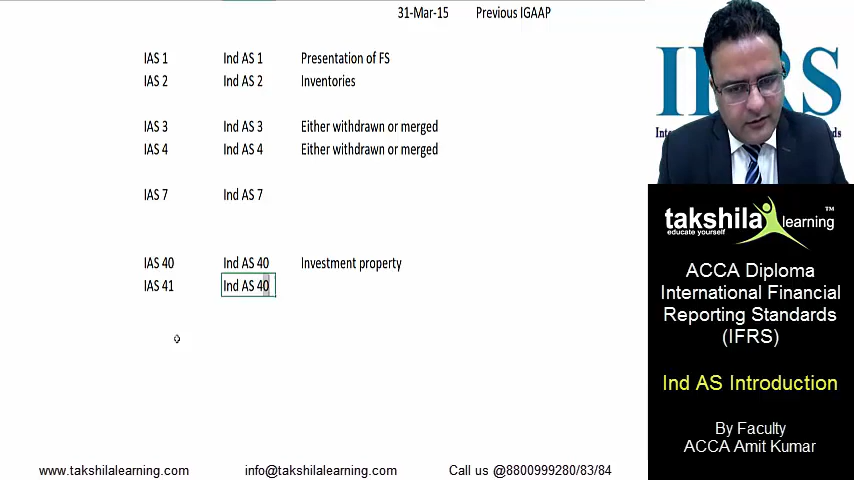 31-Mar-15 Previous IGAAP
IAS 1 Ind AS 1 Presentation of FS
IAS 2 Ind AS 2 Inventories
IAS 3 Ind AS 3 Either withdrawn or merged
IAS 4 Ind AS 4 Either withdrawn or merged
IAS 7 Ind AS 7
IAS 40 Ind AS 40 Investment property
IAS 41 Ind AS 40
IFRS
takshila learning ™
educate yourself
ACCA Diploma
International Financial
Reporting Standards
(IFRS)
Ind AS Introduction
By Faculty
ACCA Amit Kumar
www.takshilalearning.com info@takshilalearning.com Call us @8800999280/83/84